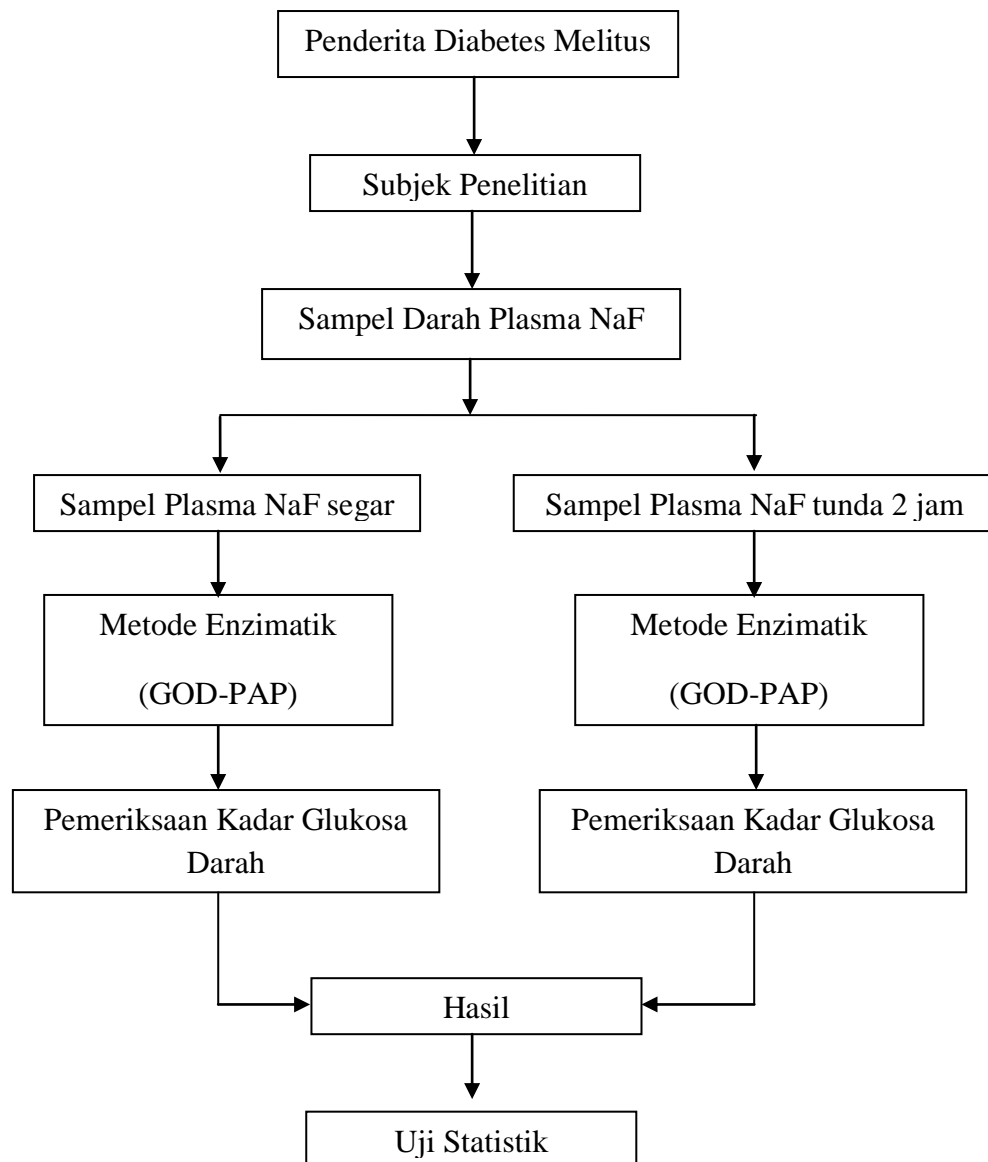 Penderita Diabetes Melitus
Subjek Penelitian
Sampel Darah Plasma NaF
Sampel Plasma NaF segar
Sampel Plasma NaF tunda 2 jam
Metode Enzimatik
(GOD-PAP)
Metode Enzimatik
(GOD-PAP)
Pemeriksaan Kadar Glukosa
Darah
Pemeriksaan Kadar Glukosa
Darah
Hasil
Uji Statistik